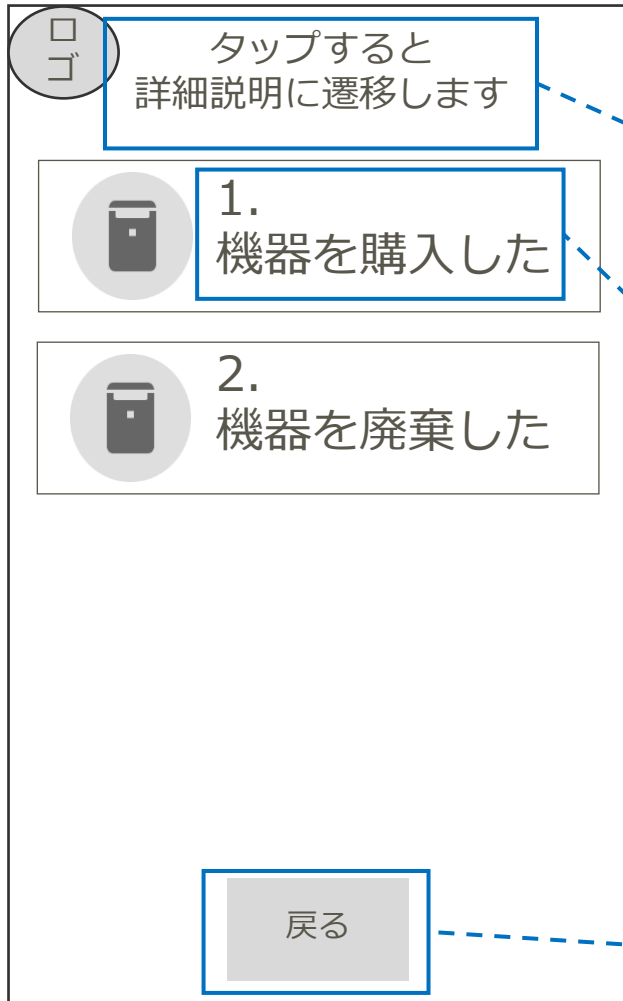 ロ
ゴ
タップすると
詳細説明に遷移します
1.
機器を購入した
2.
機器を廃棄した
戻る